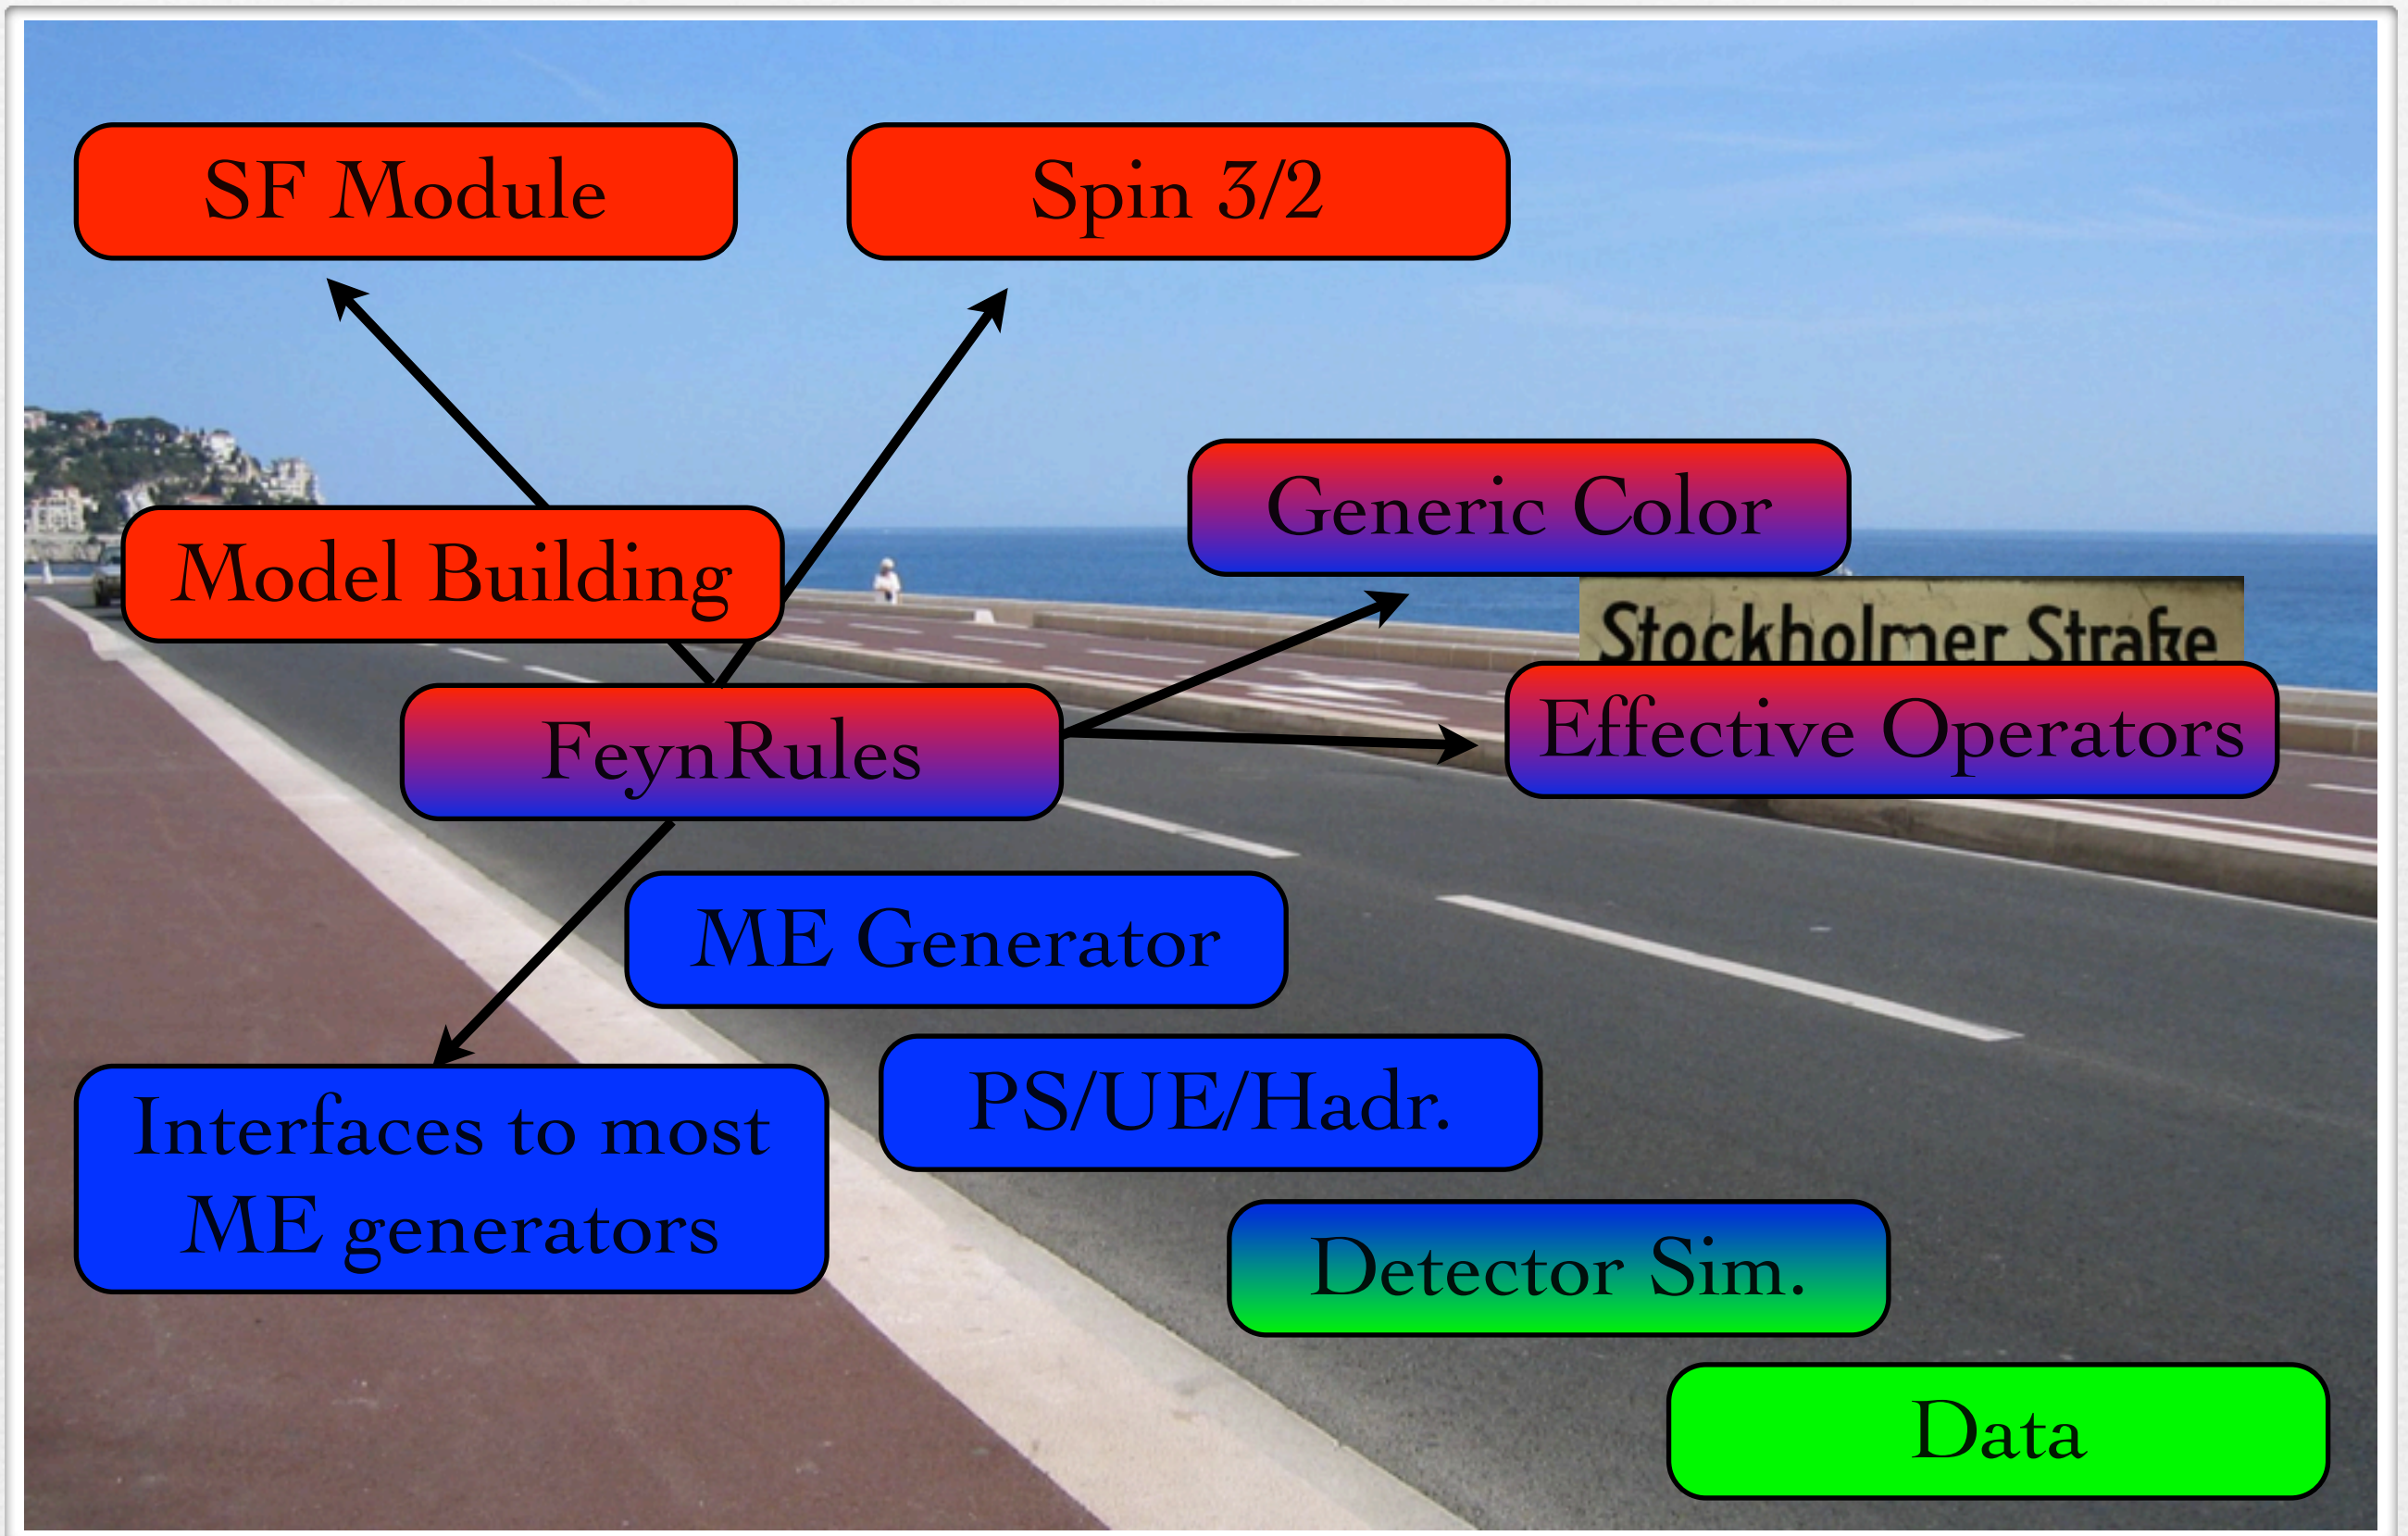 SF Module
Spin 3/2
Generic Color
Model Building
Stockholmer Straße
Effective Operators
FeynRules
ME Generator
PS/UE/Hadr.
Interfaces to most
ME generators
Detector Sim.
Data